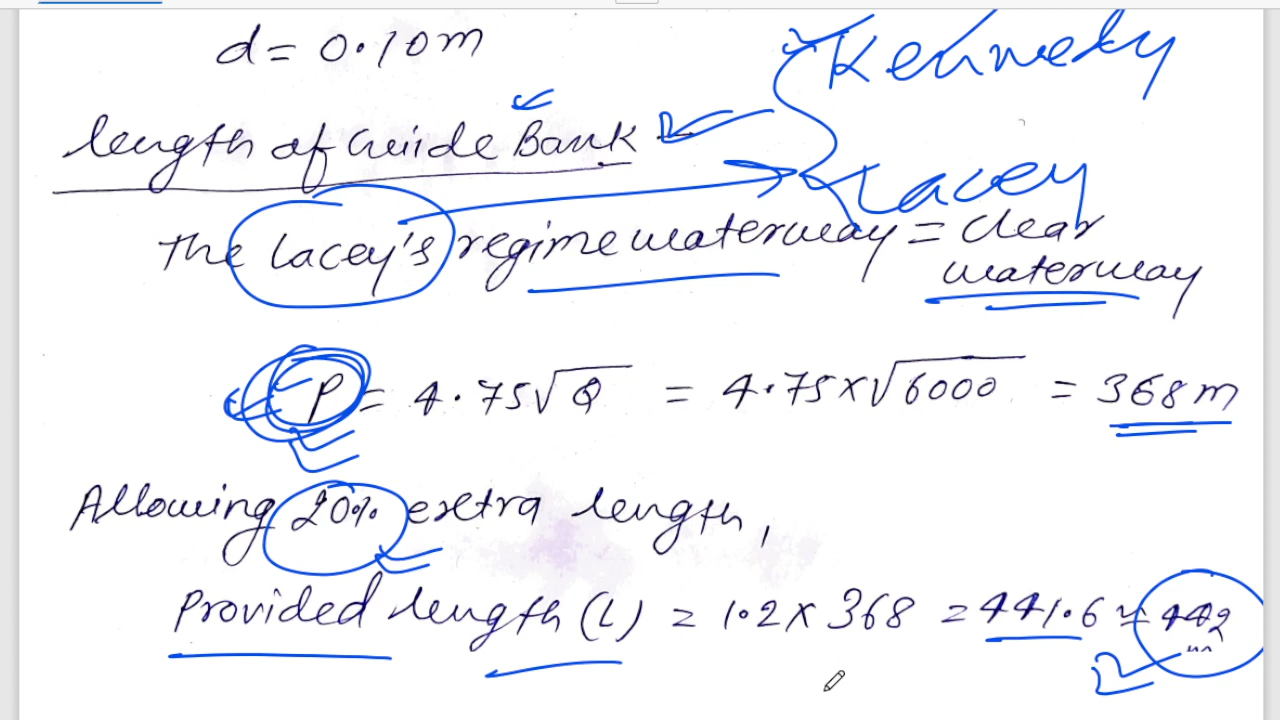 d = 0.10m
Kennedy
length of Guide Bank
Lacey
The Lacey's regime waterway = clear
waterway
P = 4.75√Q = 4.75×√6000 = 368m
Allowing 20% extra length,
Provided length (L) = 1.2 × 368 = 441.6 ≈ 442
m